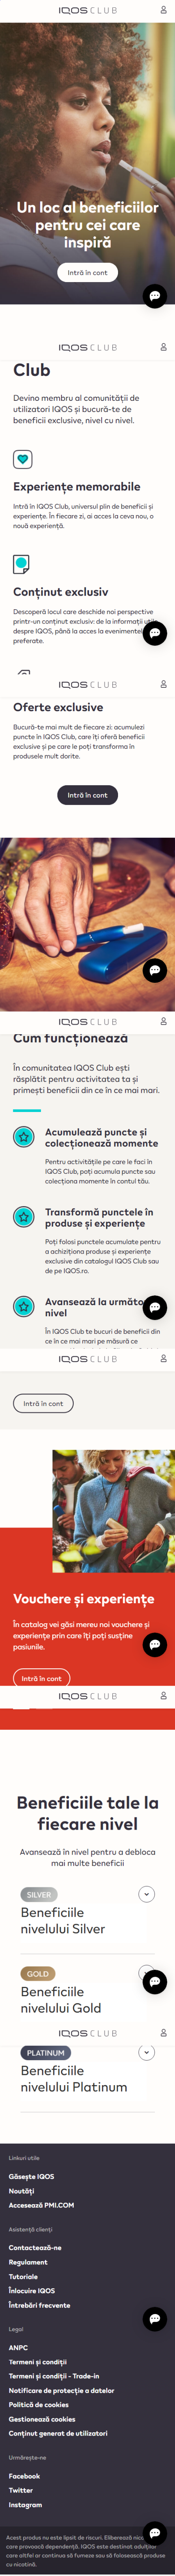 IQOS CLUB
Un loc al beneficiilor
pentru cei care
inspiră
Intră în cont
IQOS CLUB
Club
Devino membru al comunității de
utilizatori IQOS și bucură-te de
beneficii exclusive, nivel cu nivel.
Experiențe memorabile
Intră în IQOS Club, universul plin de beneficii și
experiențe. În fiecare zi, ai acces la ceva nou, o
nouă experiență.
Conținut exclusiv
Descoperă locul care deschide noi perspective
printr-un conținut exclusiv: de la informații utile
despre IQOS, până la acces la evenimentele
preferate.
IQOS CLUB
Oferte exclusive
Bucură-te mai mult de fiecare zi: acumulezi
puncte în IQOS Club, care îți oferă beneficii
exclusive și pe care le poți transforma în
produsele mult dorite.
Intră în cont
IQOS CLUB
Cum funcționează
În comunitatea IQOS Club ești
răsplătit pentru activitatea ta și
primești beneficii din ce în ce mai mari.
Acumulează puncte și
colecționează momente
Pentru activitățile pe care le faci în
IQOS Club, poți acumula puncte sau
colecționa momente în contul tău.
Transformă punctele în
produse și experiențe
Poți folosi punctele acumulate pentru
a achiziționa produse și experiențe
exclusive din catalogul IQOS Club sau
de pe IQOS.ro.
Avansează la următo
nivel
În IQOS Club te bucuri de beneficii din
ce în ce mai mari pe măsură ce
IQOS CLUB
Intră în cont
Vouchere și experiențe
În catalog vei găsi mereu noi vouchere și
experiențe prin care îți poți susține
pasiunile.
Intră în cont
IQOS CLUB
Beneficiile tale la
fiecare nivel
Avansează în nivel pentru a debloca
mai multe beneficii
SILVER
Beneficiile
nivelului Silver
GOLD
Beneficiile
nivelului Gold
IQOS CLUB
PLATINUM
Beneficiile
nivelului Platinum
Linkuri utile
Găsește IQOS
Noutăți
Accesează PMI.COM
Asistență clienți
Contactează-ne
Regulament
Tutoriale
Înlocuire IQOS
Întrebări frecvente
Legal
ANPC
Termeni și condiții
Termeni și condiții - Trade-in
Notificare de protecție a datelor
Politică de cookies
Gestionează cookies
Conținut generat de utilizatori
Urmărește-ne
Facebook
Twitter
Instagram
Acest produs nu este lipsit de riscuri. Eliberează
care provoacă dependență. IQOS este destinat
care altfel ar continua să fumeze sau să folosească produse
cu nicotină.